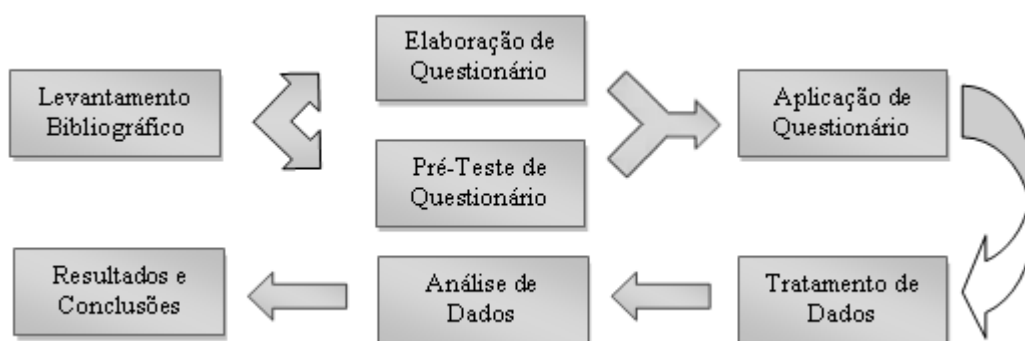 Levantamento
Bibliográfico
Elaboração de
Questionário
Pré-Teste de
Questionário
Aplicação de
Questionário
Tratamento de
Dados
Análise de
Dados
Resultados e
Conclusões